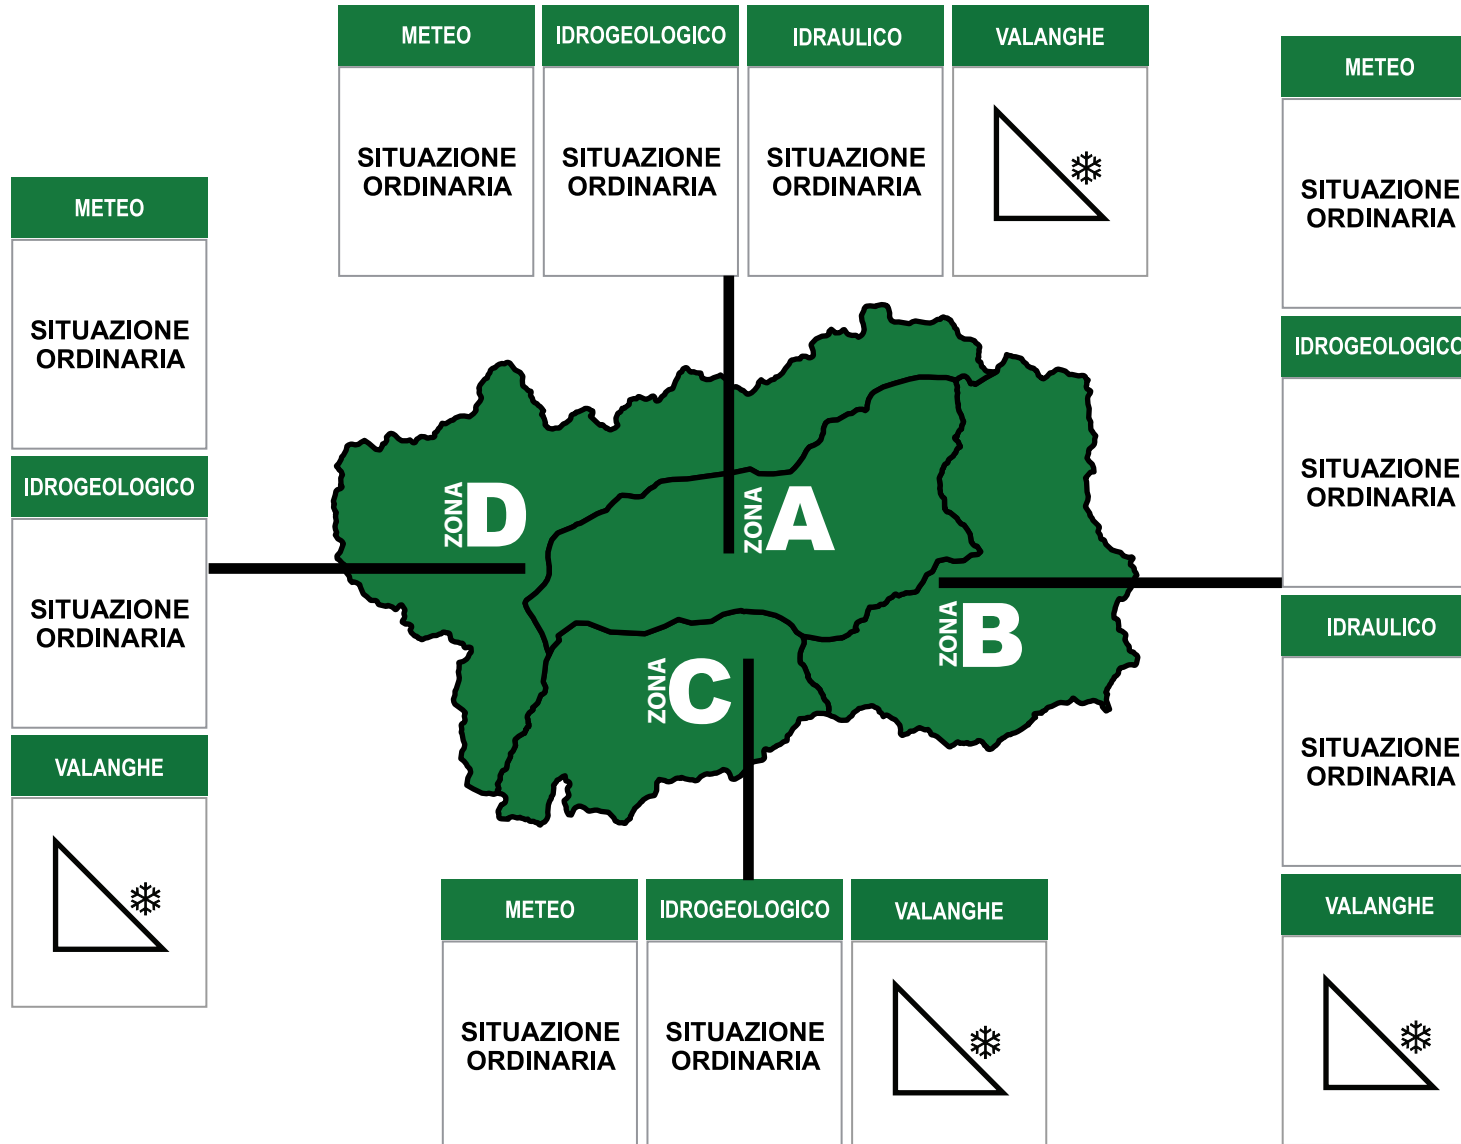 METEO
IDROGEOLOGICO
IDRAULICO
VALANGHE
SITUAZIONE
ORDINARIA
SITUAZIONE
ORDINARIA
SITUAZIONE
ORDINARIA
METEO
SITUAZIONE
ORDINARIA
IDROGEOLOGICO
SITUAZIONE
ORDINARIA
VALANGHE
METEO
SITUAZIONE
ORDINARIA
IDROGEOLOGICO
SITUAZIONE
ORDINARIA
IDRAULICO
SITUAZIONE
ORDINARIA
VALANGHE
ZONA D
ZONA A
ZONA B
ZONA C
METEO
IDROGEOLOGICO
VALANGHE
SITUAZIONE
ORDINARIA
SITUAZIONE
ORDINARIA